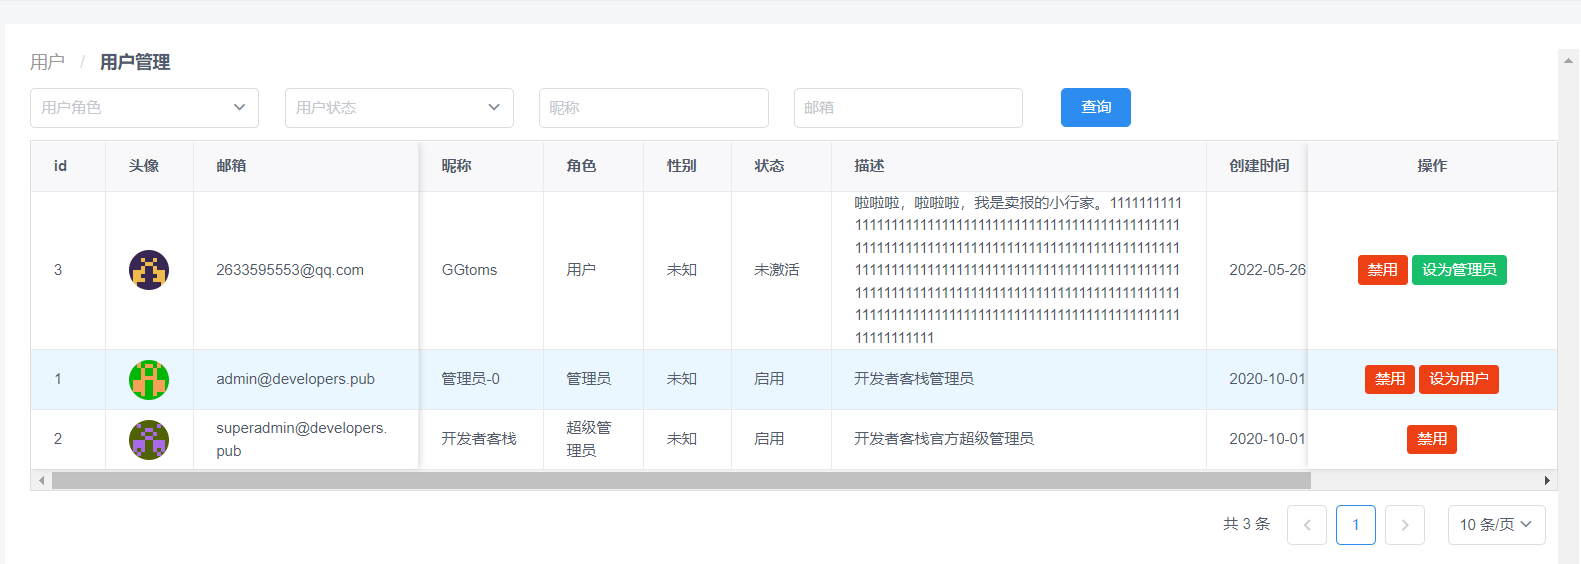 用户 / 用户管理
用户角色 用户状态 昵称 邮箱 查询
id 头像 邮箱 昵称 角色 性别 状态 描述 创建时间 操作
啦啦啦，啦啦啦，我是卖报的小行家。1111111111
11111111111111111111111111111111111111111111
11111111111111111111111111111111111111111111
3 2633595553@qq.com GGtoms 用户 未知 未激活 11111111111111111111111111111111111111111111 2022-05-26 禁用 设为管理员
11111111111111111111111111111111111111111111
11111111111111111111111111111111111111111111
11111111111
1 admin@developers.pub 管理员-0 管理员 未知 启用 开发者客栈管理员 2020-10-01 禁用 设为用户
2 superadmin@developers.
pub 开发者客栈 超级管
理员 未知 启用 开发者客栈官方超级管理员 2020-10-01 禁用
共 3 条 1 10 条/页